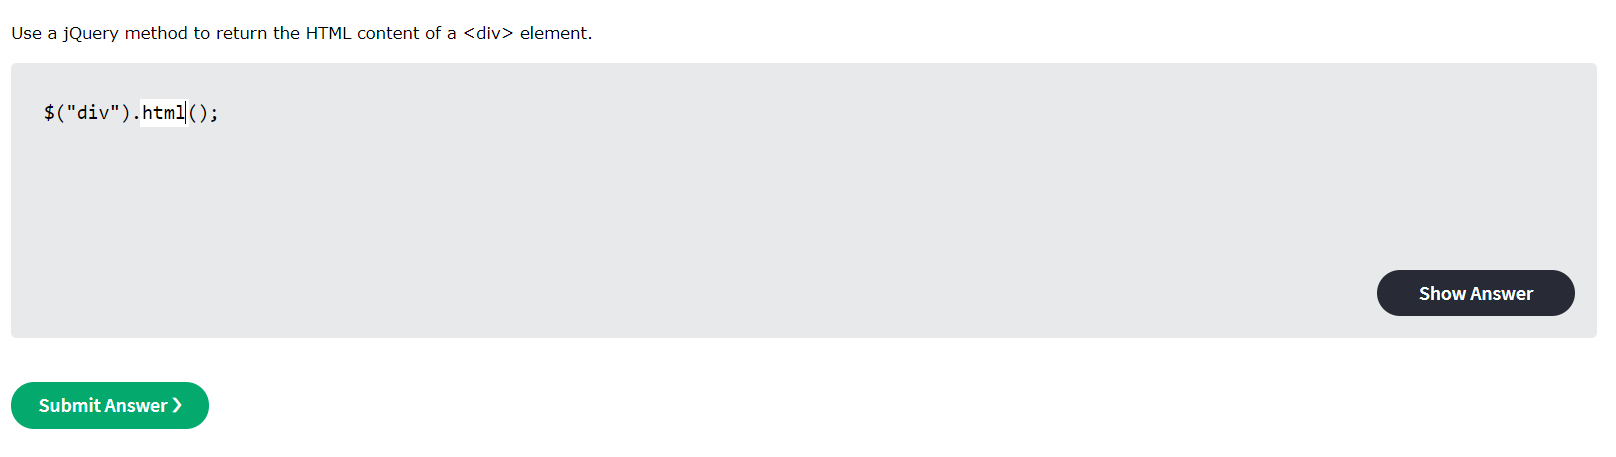 Use a jQuery method to return the HTML content of a <div> element.
$("div").html();
Show Answer
Submit Answer ❯